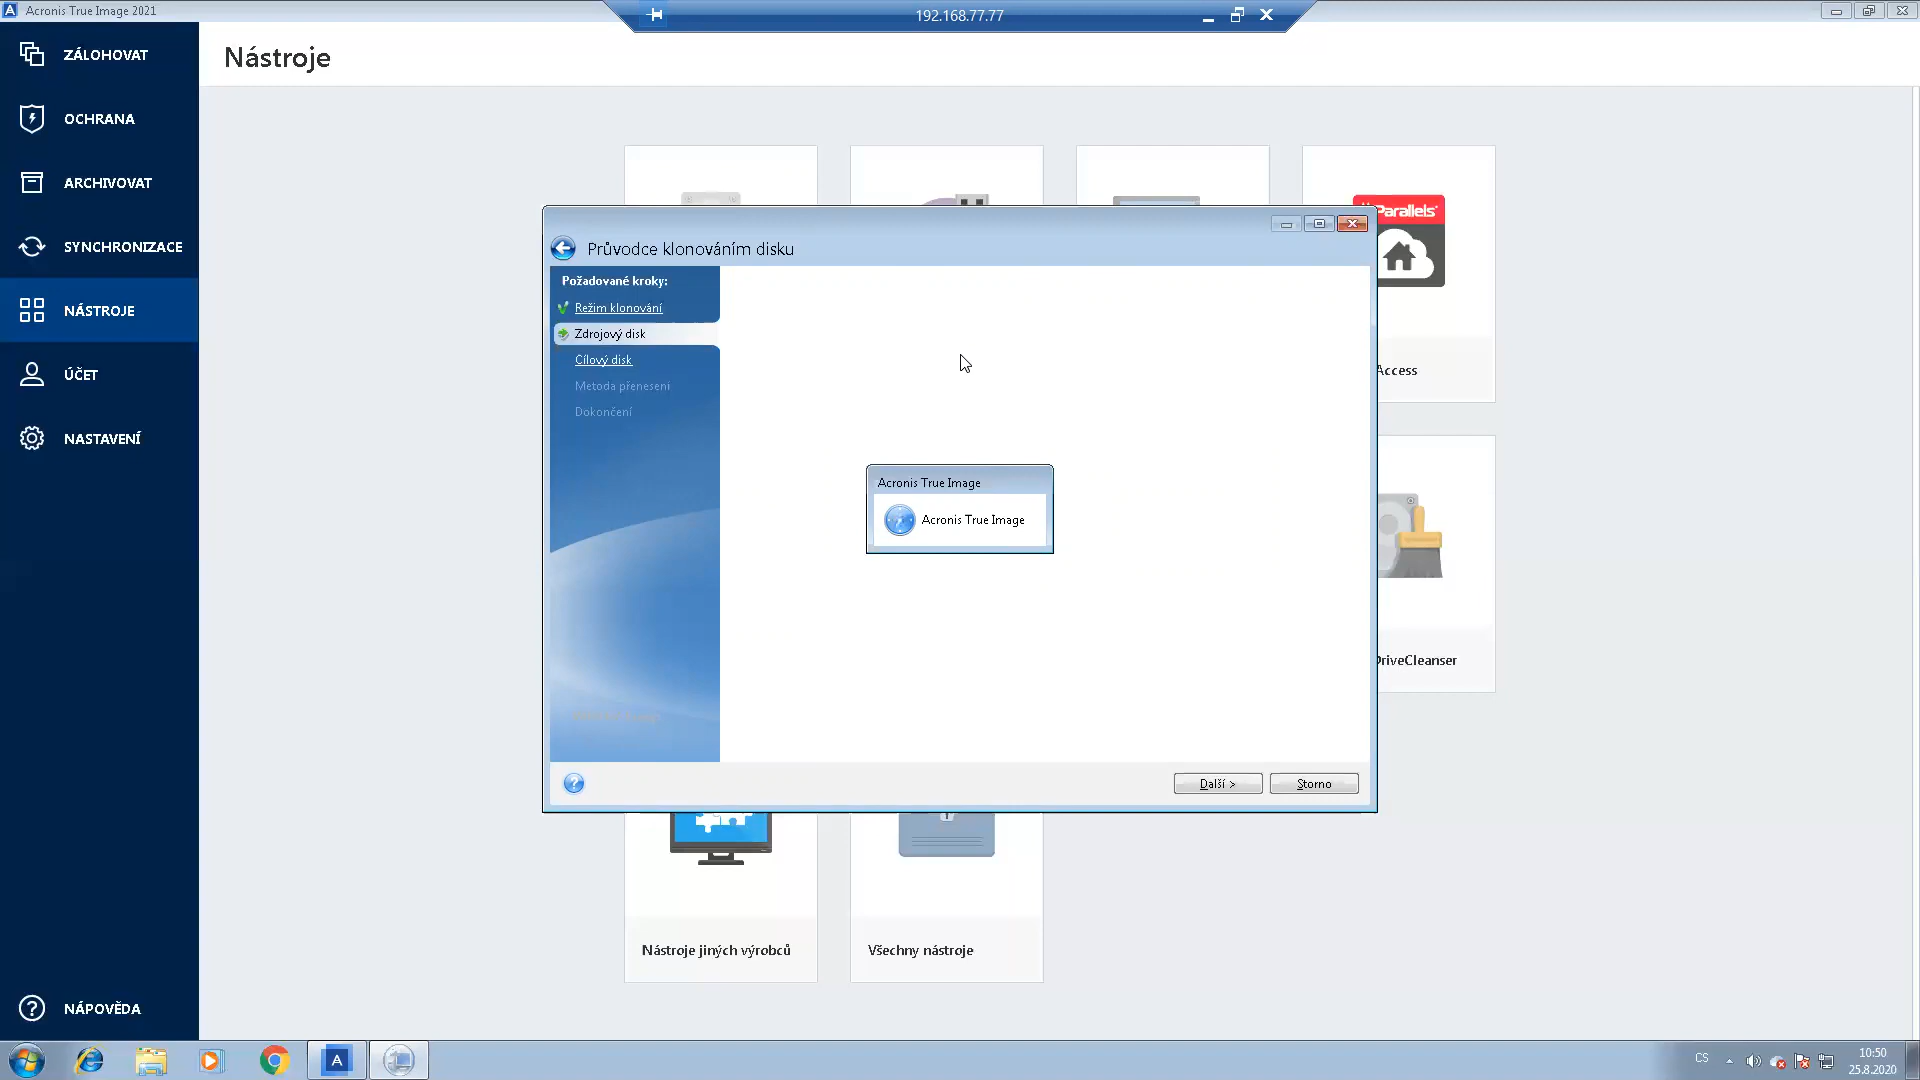 Acronis True Image 2021
192.168.77.77
ZÁLOHOVAT
OCHRANA
ARCHIVOVAT
SYNCHRONIZACE
NÁSTROJE
ÚČET
NASTAVENÍ
NÁPOVĚDA
Nástroje
Parallels
Access
DriveCleanser
Průvodce klonováním disku
Požadované kroky:
Režim klonování
Zdrojový disk
Cílový disk
Metoda přenesení
Dokončení
Acronis True Image
Acronis True Image
Další >
Storno
Nástroje jiných výrobců
Všechny nástroje
CS
10:50
25.8.2020